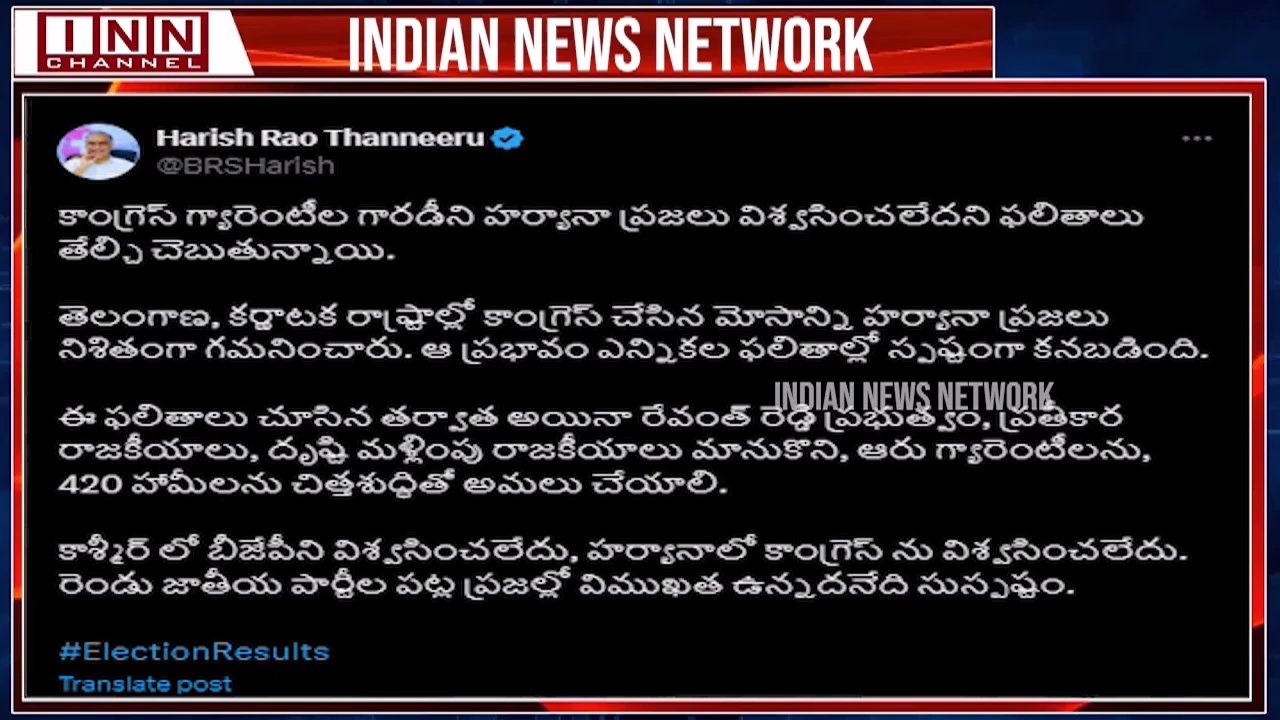 INN
CHANNEL
INDIAN NEWS NETWORK
Harish Rao Thanneeru
@BRSHarish
కాంగ్రెస్ గ్యారెంటీల గారడీని హర్యానా ప్రజలు విశ్వసించలేదని ఫలితాలు
తేల్చి చెబుతున్నాయి.
తెలంగాణ, కర్ణాటక రాష్ట్రాల్లో కాంగ్రెస్ చేసిన మోసాన్ని హర్యానా ప్రజలు
నిశితంగా గమనించారు. ఆ ప్రభావం ఎన్నికల ఫలితాల్లో స్పష్టంగా కనబడింది.
INDIAN NEWS NETWORK
ఈ ఫలితాలు చూసిన తర్వాత అయినా రేవంత్ రెడ్డి ప్రభుత్వం, ప్రతీకార
రాజకీయాలు, దృష్టి మళ్లింపు రాజకీయాలు మానుకొని, ఆరు గ్యారెంటీలను,
420 హామీలను చిత్తశుద్ధితో అమలు చేయాలి.
కాశ్మీర్ లో బీజేపీని విశ్వసించలేదు, హర్యానాలో కాంగ్రెస్ ను విశ్వసించలేదు.
రెండు జాతీయ పార్టీల పట్ల ప్రజల్లో విముఖత ఉన్నదనేది సుస్పష్టం.
#ElectionResults
Translate post